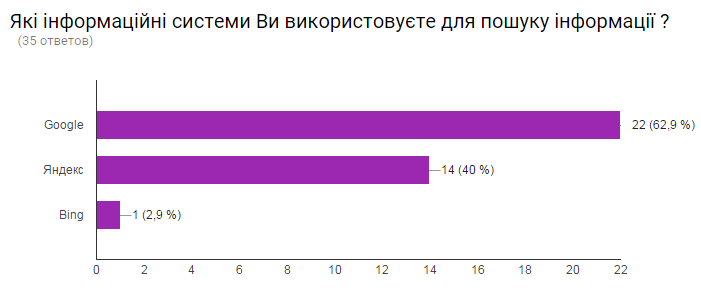 Які інформаційні системи Ви використовуєте для пошуку інформації ?
(35 ответов)
Google
22 (62,9 %)
Яндекс
14 (40 %)
Bing
1 (2,9 %)
0 2 4 6 8 10 12 14 16 18 20 22